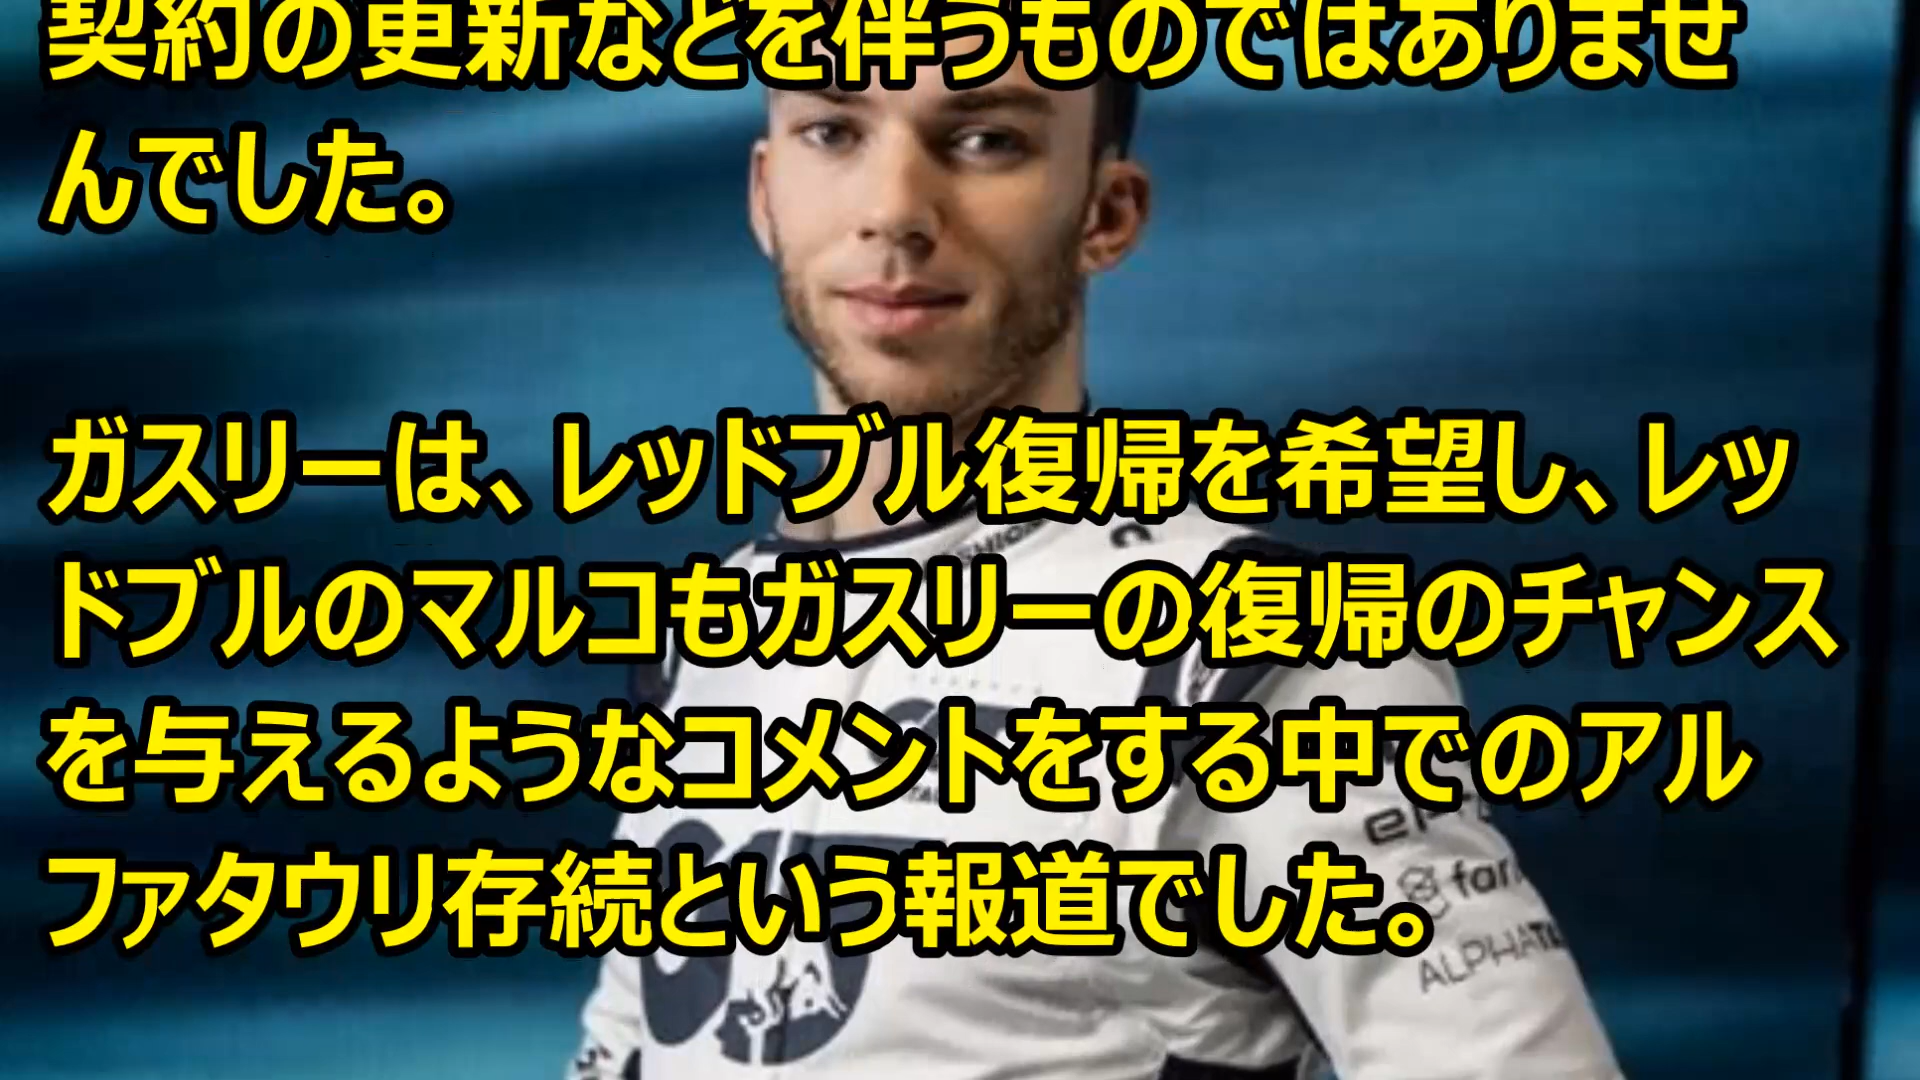 契約の更新などを伴うものではありませ
んでした。
ガスリーは、レッドブル復帰を希望し、レッ
ドブルのマルコもガスリーの復帰のチャンス
を与えるようなコメントをする中でのアル
ファタウリ存続という報道でした。